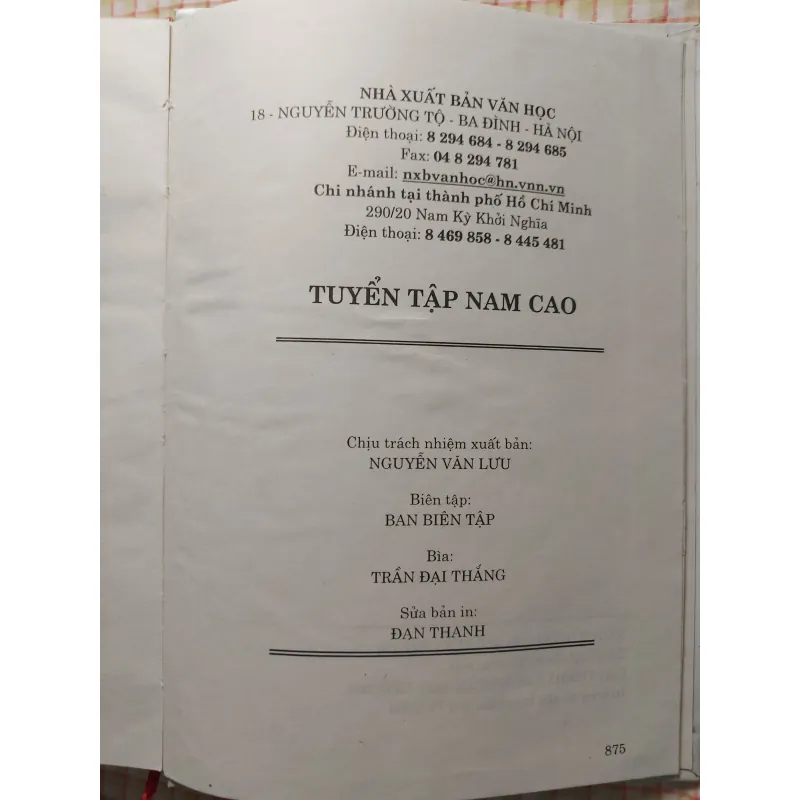 NHÀ XUẤT BẢN VĂN HỌC
18 - NGUYỄN TRƯỜNG TỘ - BA ĐÌNH - HÀ NỘI
Điện thoại: 8 294 684 - 8 294 685
Fax: 04 8 294 781
E-mail: nxbvanhoc@hn.vnn.vn
Chi nhánh tại thành phố Hồ Chí Minh
290/20 Nam Kỳ Khởi Nghĩa
Điện thoại: 8 469 858 - 8 445 481
TUYỂN TẬP NAM CAO
Chịu trách nhiệm xuất bản:
NGUYỄN VĂN LƯU
Biên tập:
BAN BIÊN TẬP
Bìa:
TRẦN ĐẠI THẮNG
Sửa bản in:
ĐAN THANH
875